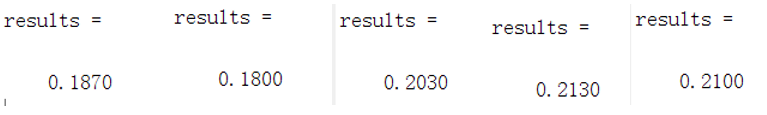 results =
0.1870
results =
0.1800
results =
0.2030
results =
0.2130
results =
0.2100